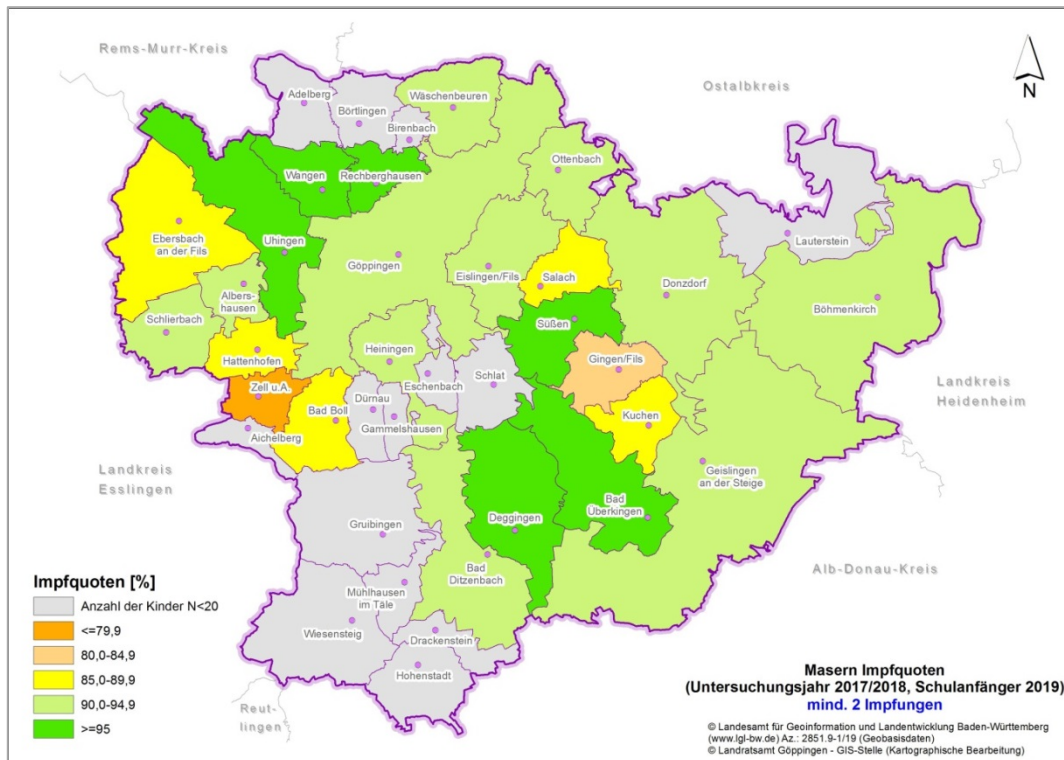 Rems-Murr-Kreis
Ostalbkreis
N
Adelberg
Börtlingen
Birenbach
Wäschenbeuren
Ottenbach
Wangen
Rechberghausen
Lauterstein
Ebersbach
an der Fils
Uhingen
Göppingen
Eislingen/Fils
Salach
Donzdorf
Böhmenkirch
Albers-
hausen
Schlierbach
Süßen
Hattenhofen
Heiningen
Eschenbach
Schlat
Gingen/Fils
Zell u.A.
Bad Boll
Dürnau
Gammelshausen
Kuchen
Aichelberg
Landkreis
Heidenheim
Landkreis
Esslingen
Geislingen
an der Steige
Gruibingen
Deggingen
Bad
Überkingen
Bad
Ditzenbach
Alb-Donau-Kreis
Mühlhausen
im Täle
Wiesensteig
Drackenstein
Hohenstadt
Reut-
lingen
Impfquoten [%]
Anzahl der Kinder N<20
<=79,9
80,0-84,9
85,0-89,9
90,0-94,9
>=95
Masern Impfquoten
(Untersuchungsjahr 2017/2018, Schulanfänger 2019)
mind. 2 Impfungen
© Landesamt für Geoinformation und Landentwicklung Baden-Württemberg
(www.lgl-bw.de) Az.: 2851.9-1/19 (Geobasisdaten)
© Landratsamt Göppingen - GIS-Stelle (Kartographische Bearbeitung)